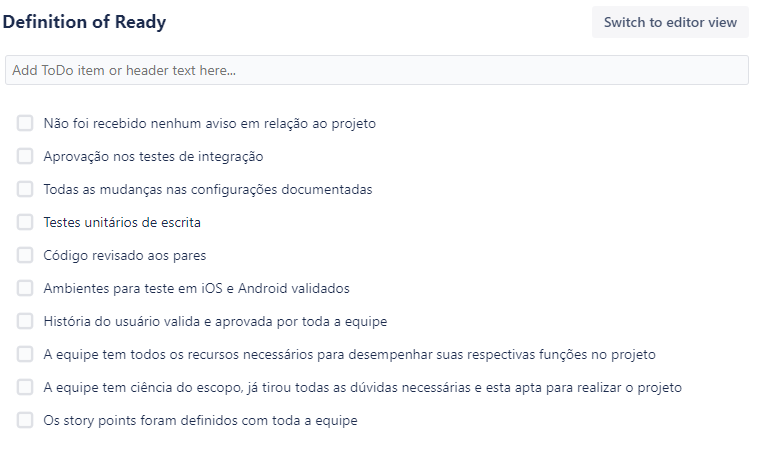 Definition of Ready
Switch to editor view
Add ToDo item or header text here...
Não foi recebido nenhum aviso em relação ao projeto
Aprovação nos testes de integração
Todas as mudanças nas configurações documentadas
Testes unitários de escrita
Código revisado aos pares
Ambientes para teste em iOS e Android validados
História do usuário valida e aprovada por toda a equipe
A equipe tem todos os recursos necessários para desempenhar suas respectivas funções no projeto
A equipe tem ciência do escopo, já tirou todas as dúvidas necessárias e esta apta para realizar o projeto
Os story points foram definidos com toda a equipe